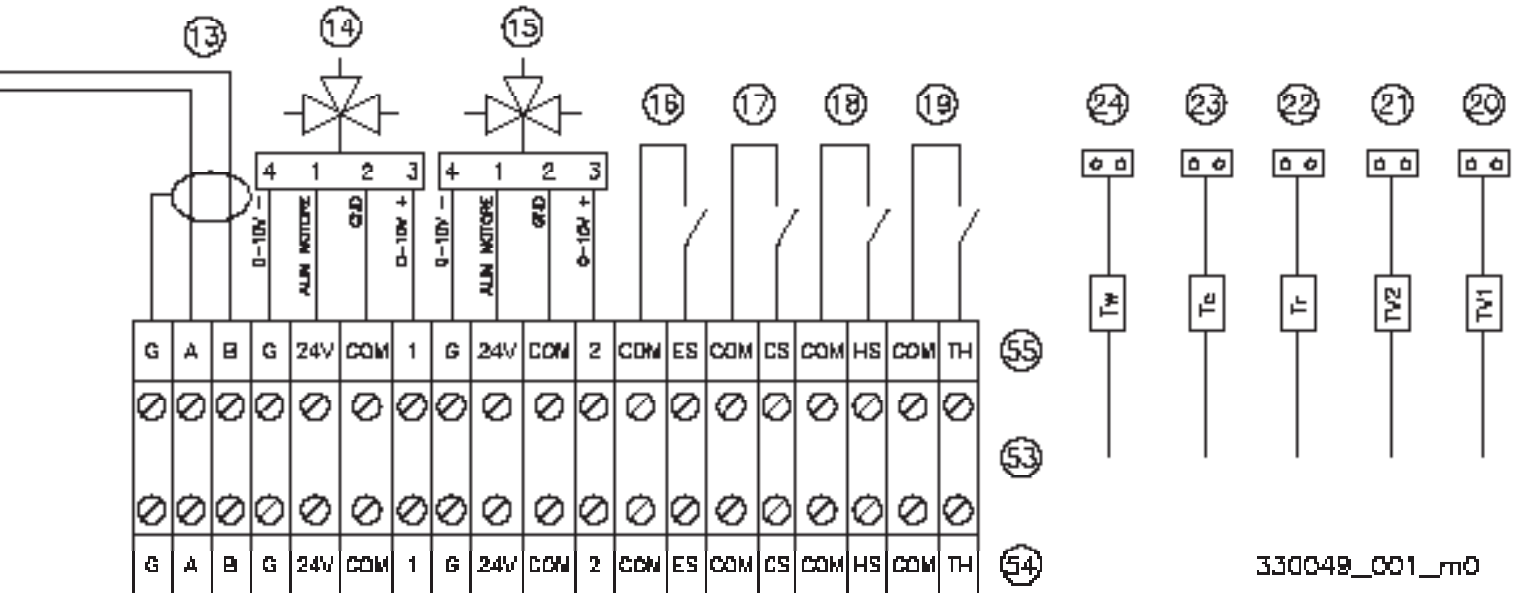 13 14 15
16 17 18 19 24 23 22 21 20
4 1 2 3 4 1 2 3
0-10V -
ALIM MOTORE
GND
0-10V +
0-10V -
ALIM MOTORE
GND
0-10V +
Tw Tc Tr TV2 TV1
G A B G 24V COM 1 G 24V COM 2 COM ES COM CS COM HS COM TH 55
53
G A B G 24V COM 1 G 24V COM 2 COM ES COM CS COM HS COM TH 54
330049_001_m0